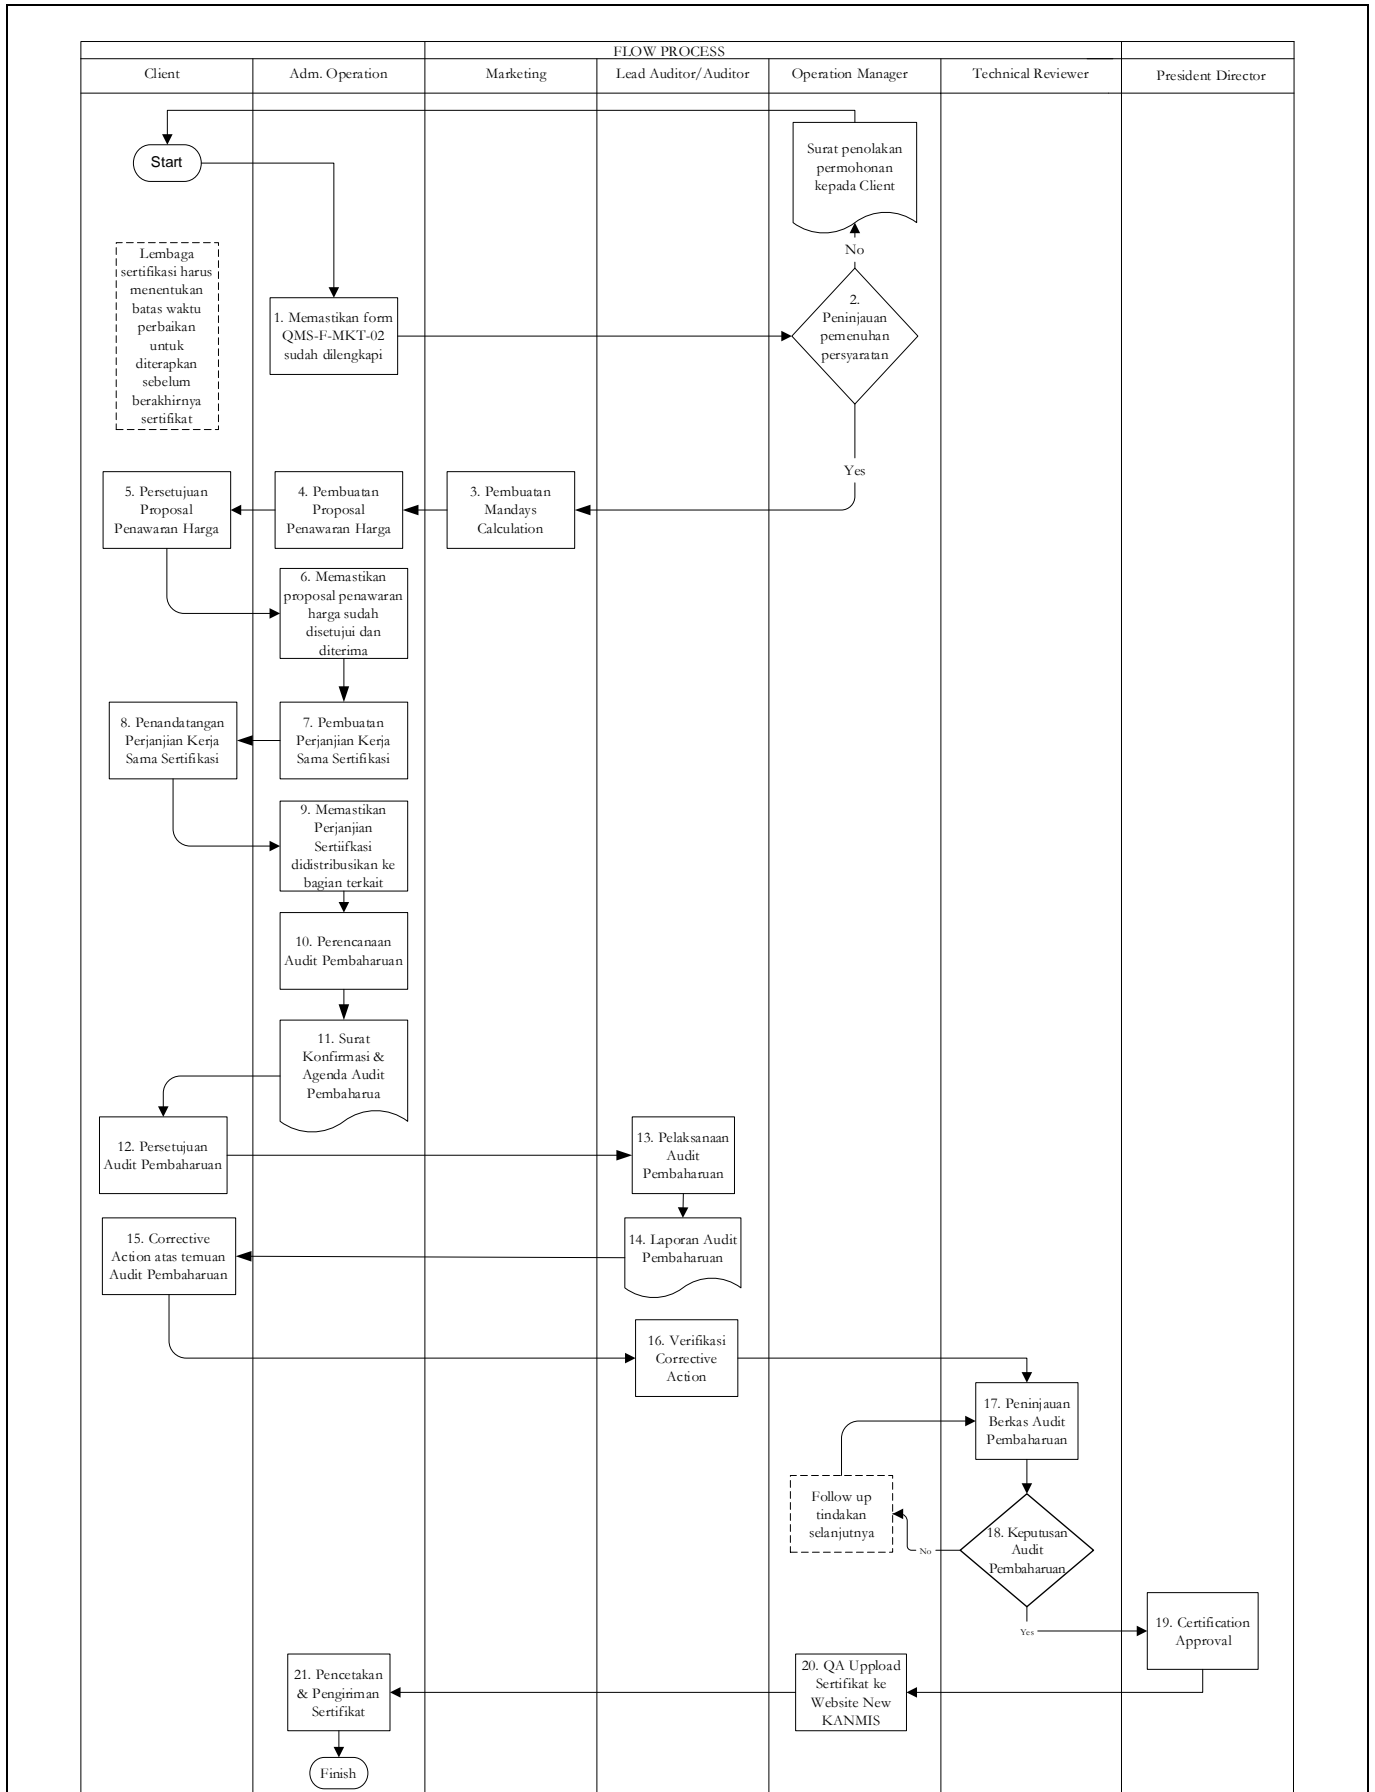 FLOW PROCESS
Client
Adm. Operation
Marketing
Lead Auditor/Auditor
Operation Manager
Technical Reviewer
President Director
Start
Surat penolakan
permohonan
kepada Client
No
Lembaga
sertifikasi harus
menentukan
batas waktu
perbaikan
untuk
diterapkan
sebelum
berakhirnya
sertifikat
1. Memastikan form
QMS-F-MKT-02
sudah dilengkapi
2.
Peninjauan
pemenuhan
persyaratan
Yes
5. Persetujuan
Proposal
Penawaran Harga
4. Pembuatan
Proposal
Penawaran Harga
3. Pembuatan
Mandays
Calculation
6. Memastikan
proposal penawaran
harga sudah
disetujui dan
diterima
8. Penandatangan
Perjanjian Kerja
Sama Sertifikasi
7. Pembuatan
Perjanjian Kerja
Sama Sertifikasi
9. Memastikan
Perjanjian
Sertiifkasi
didistribusikan ke
bagian terkait
10. Perencanaan
Audit Pembaharuan
11. Surat
Konfirmasi &
Agenda Audit
Pembaharua
12. Persetujuan
Audit Pembaharuan
13. Pelaksanaan
Audit
Pembaharuan
15. Corrective
Action atas temuan
Audit Pembaharuan
14. Laporan Audit
Pembaharuan
16. Verifikasi
Corrective
Action
17. Peninjauan
Berkas Audit
Pembaharuan
Follow up
tindakan
selanjutnya
No
18. Keputusan
Audit
Pembaharuan
Yes
19. Certification
Approval
21. Pencetakan
& Pengiriman
Sertifikat
20. QA Uppload
Sertifikat ke
Website New
KANMIS
Finish